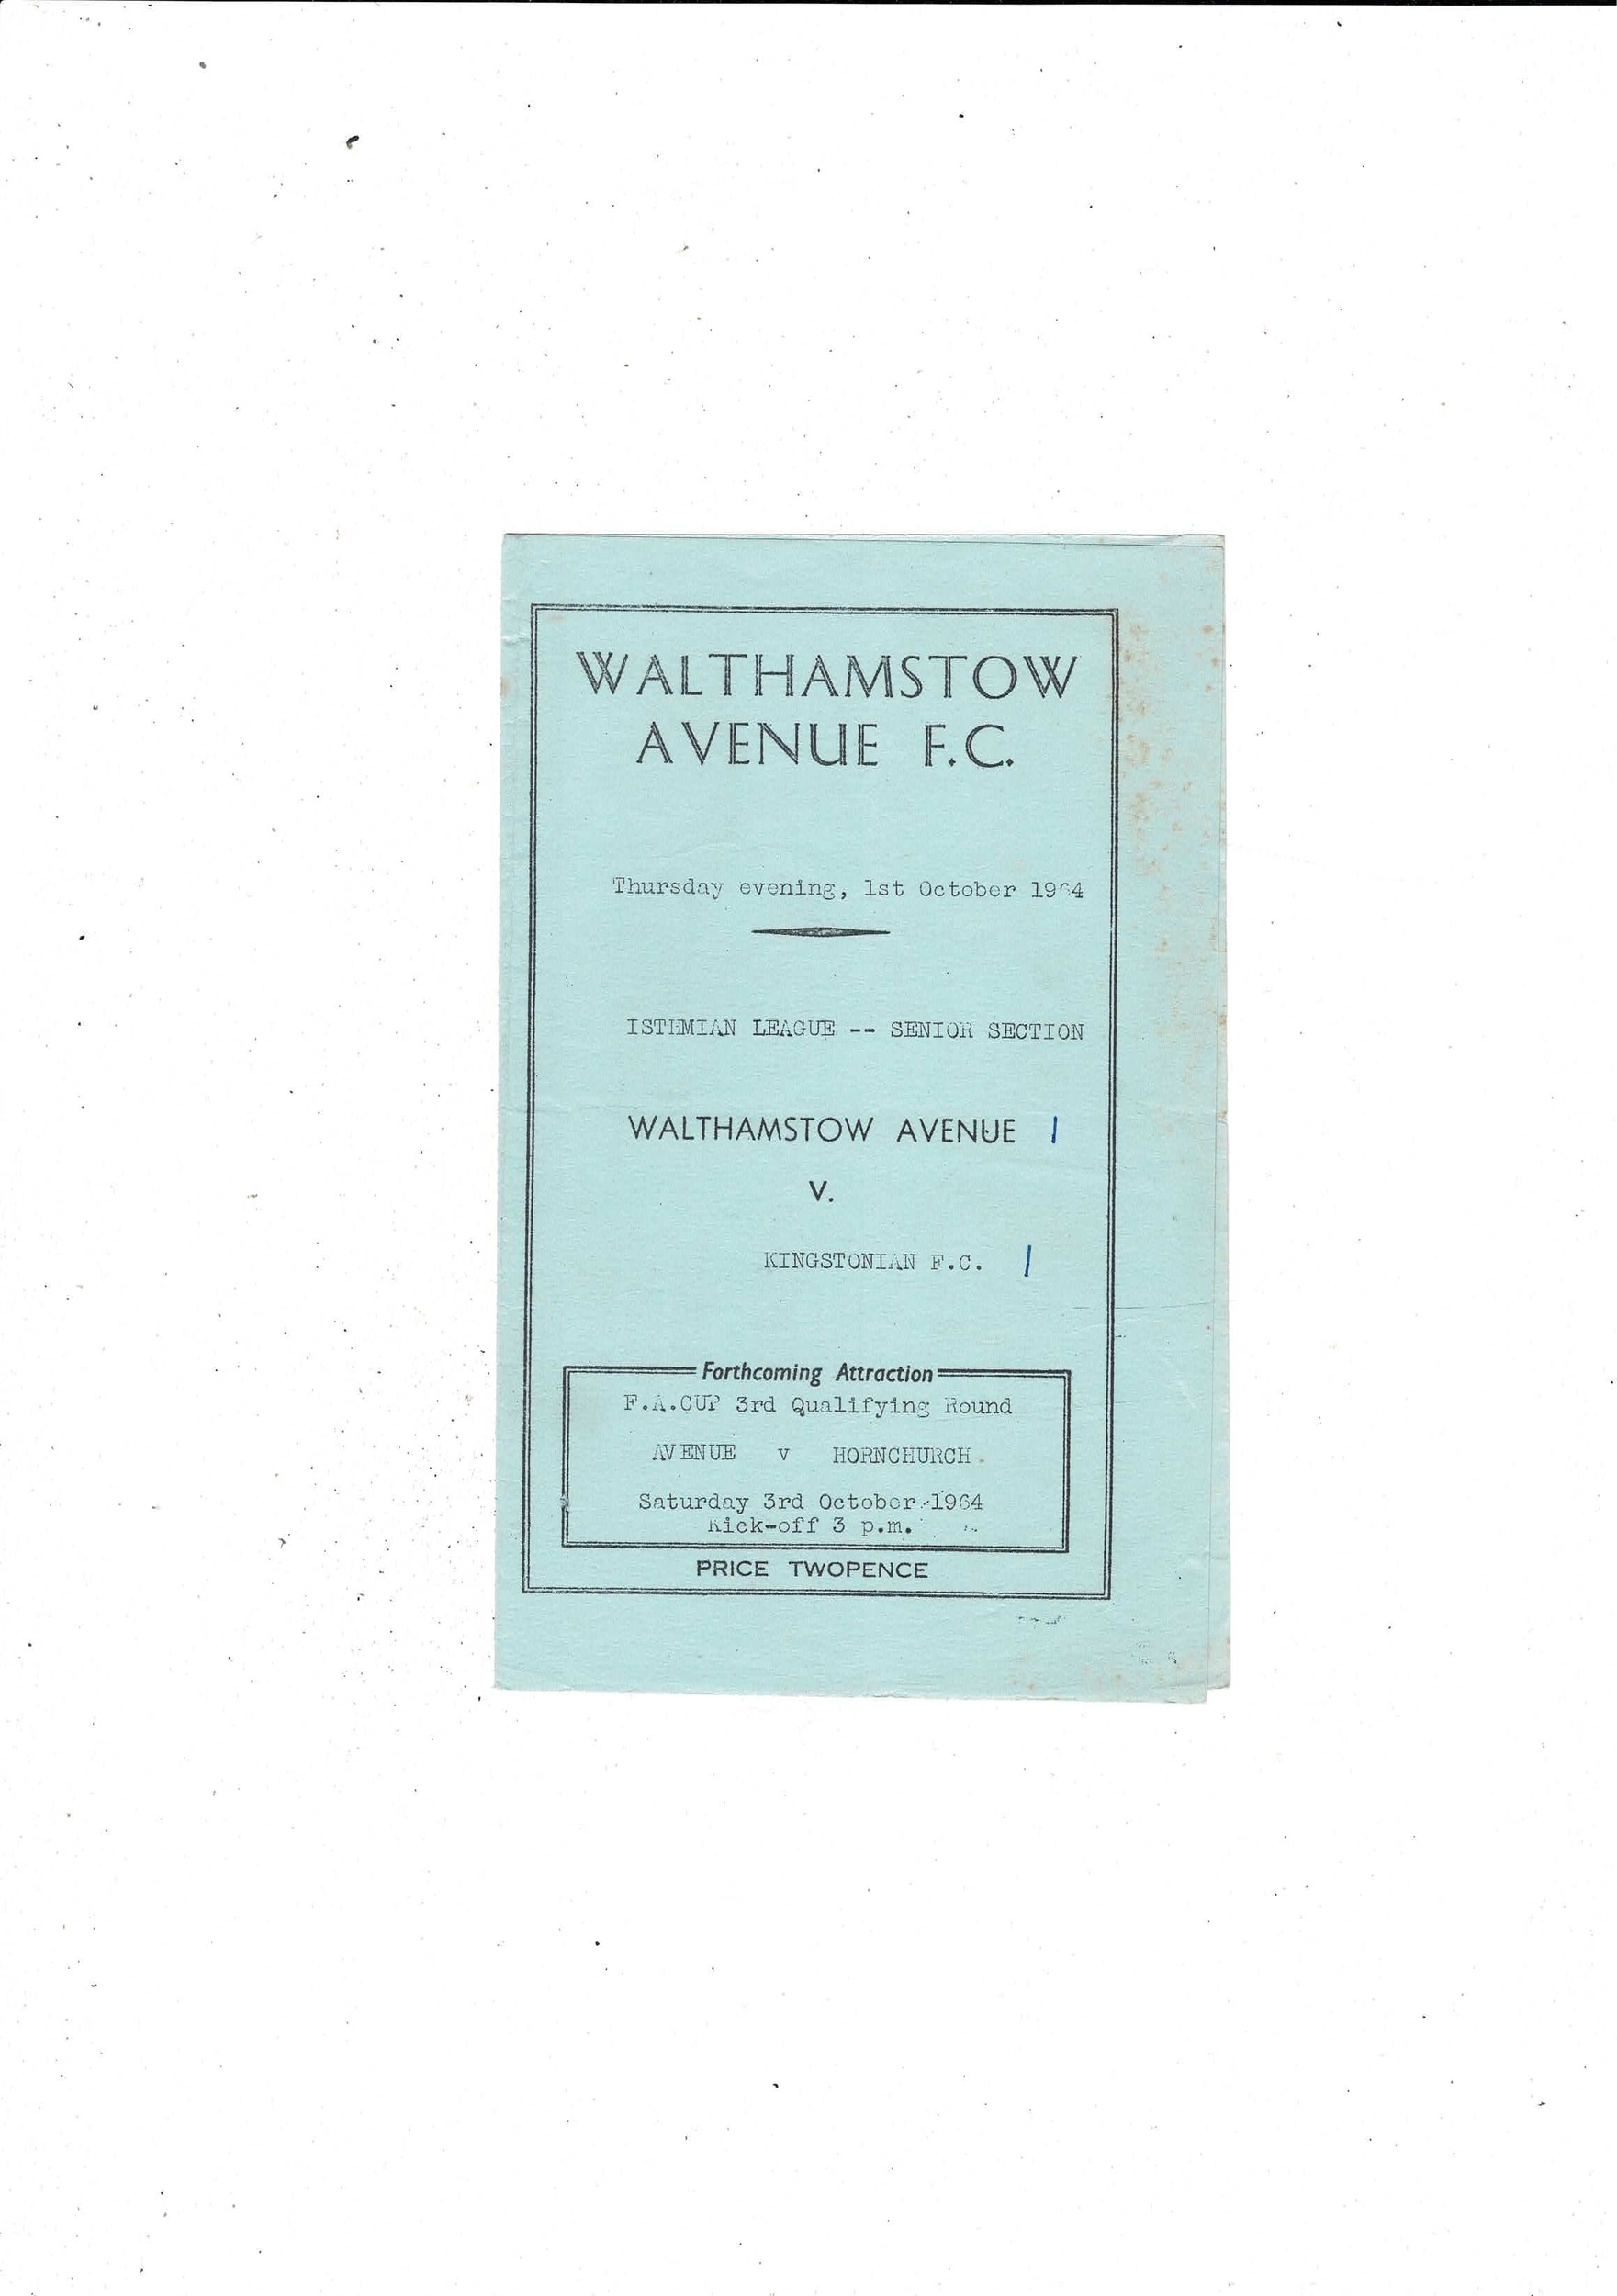 WALTHAMSTOW
AVENUE F.C.
Thursday evening, 1st October 1964
ISTHMIAN LEAGUE -- SENIOR SECTION
WALTHAMSTOW AVENUE 1
V.
KINGSTONIAN F.C. 1
Forthcoming Attraction
F.A.CUP 3rd Qualifying Round
AVENUE v HORNCHURCH.
Saturday 3rd October 1964
Kick-off 3 p.m.
PRICE TWOPENCE